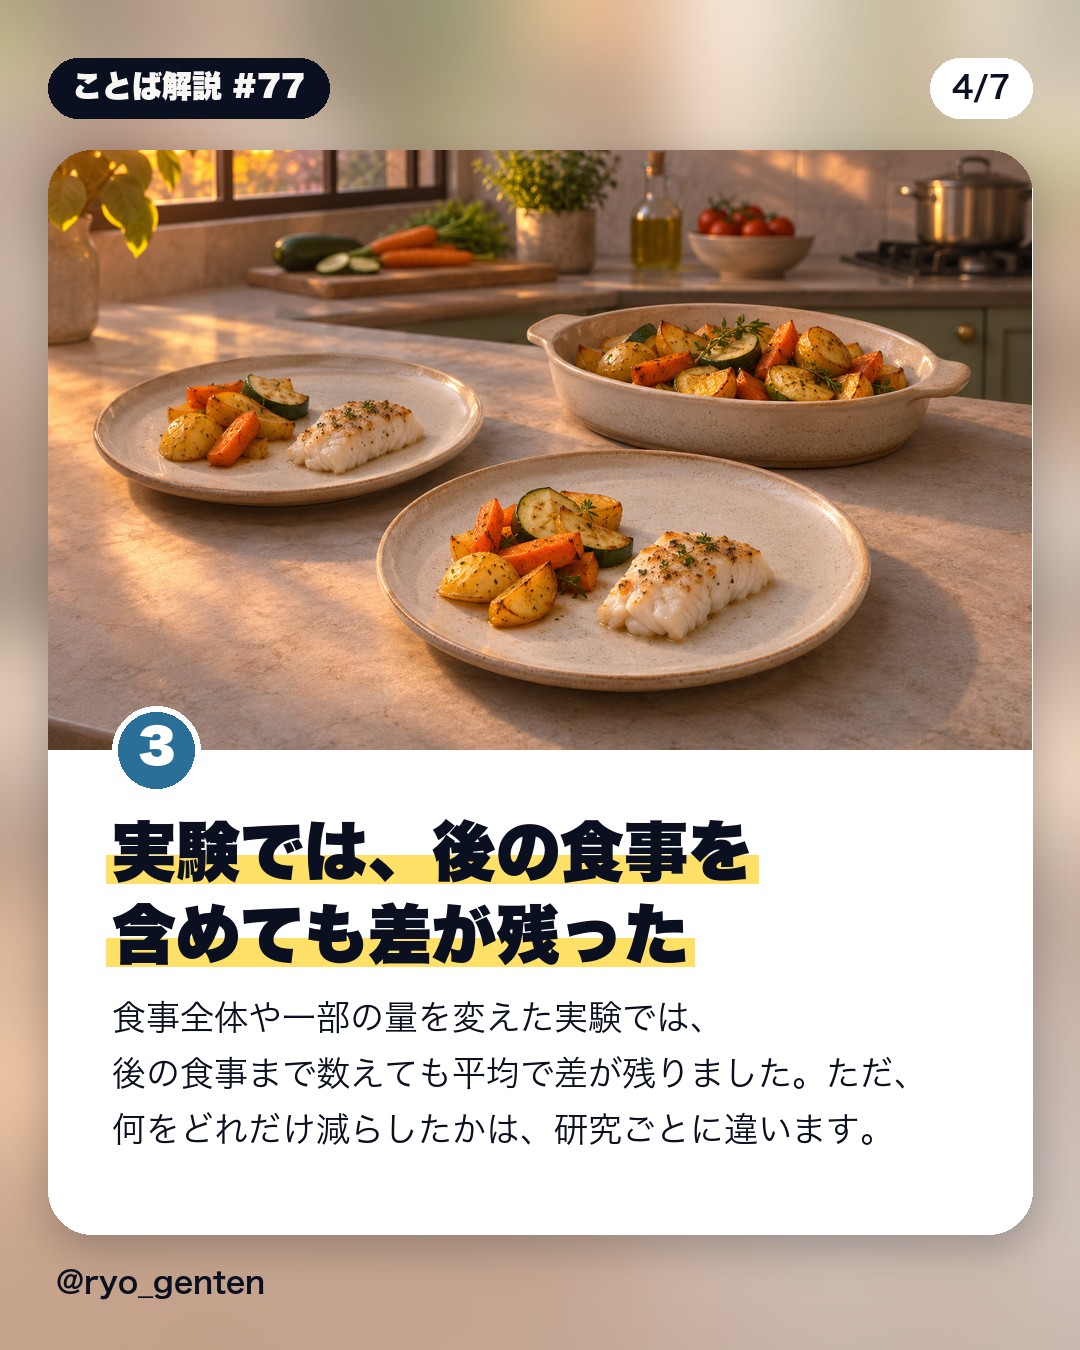 ことば解説 #77
4/7
3
実験では、後の食事を
含めても差が残った
食事全体や一部の量を変えた実験では、
後の食事まで数えても平均で差が残りました。ただ、
何をどれだけ減らしたかは、研究ごとに違います。
@ryo_genten